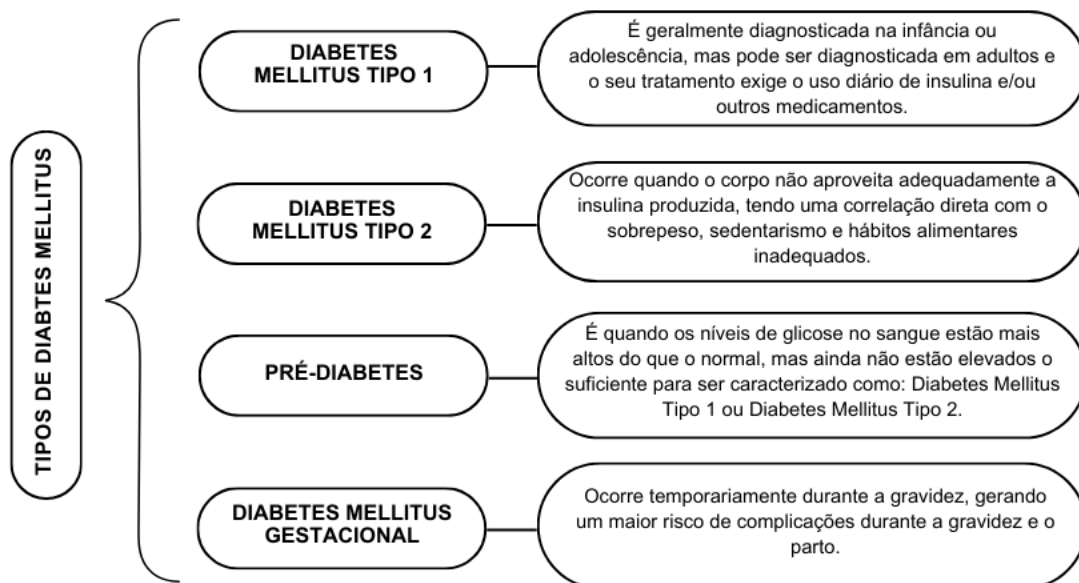 TIPOS DE DIABTES MELLITUS
DIABETES
MELLITUS TIPO 1
É geralmente diagnosticada na infância ou
adolescência, mas pode ser diagnosticada em adultos e
o seu tratamento exige o uso diário de insulina e/ou
outros medicamentos.
DIABETES
MELLITUS TIPO 2
Ocorre quando o corpo não aproveita adequadamente a
insulina produzida, tendo uma correlação direta com o
sobrepeso, sedentarismo e hábitos alimentares
inadequados.
PRÉ-DIABETES
É quando os níveis de glicose no sangue estão mais
altos do que o normal, mas ainda não estão elevados o
suficiente para ser caracterizado como: Diabetes Mellitus
Tipo 1 ou Diabetes Mellitus Tipo 2.
DIABETES MELLITUS
GESTACIONAL
Ocorre temporariamente durante a gravidez, gerando
um maior risco de complicações durante a gravidez e o
parto.